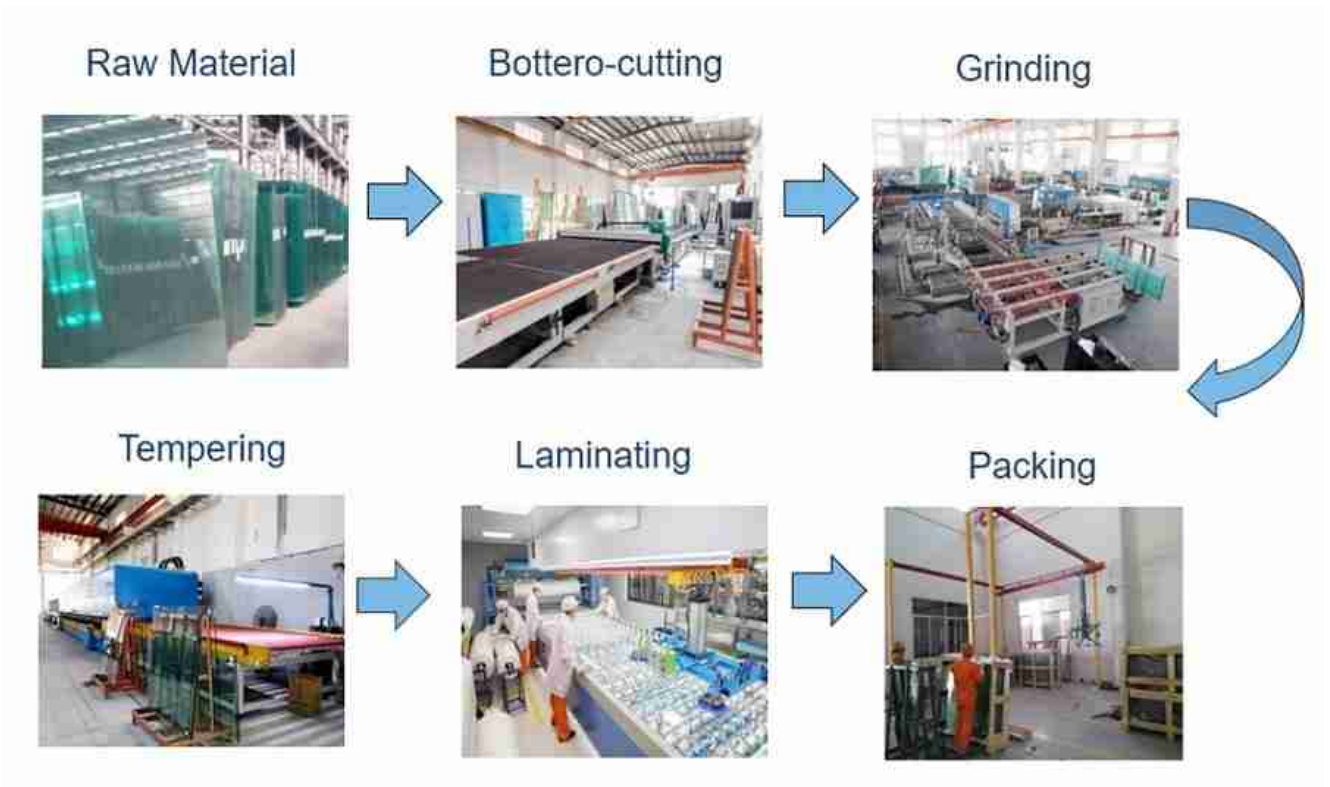 Raw Material
Bottero-cutting
Grinding
Tempering
Laminating
Packing